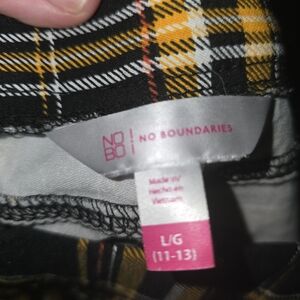 NO
BO
NO BOUNDARIES
Made in/
Hecho en
Vietnam
L/G
(11-13)